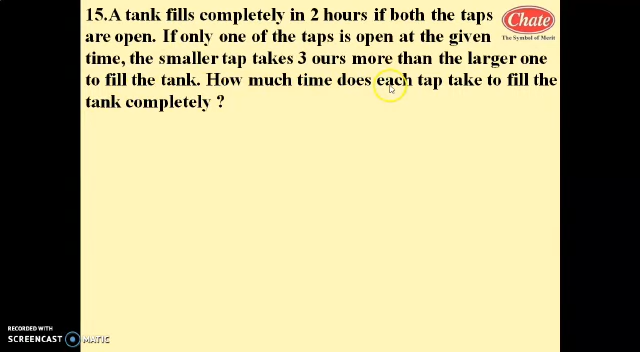 15.A tank fills completely in 2 hours if both the taps
are open. If only one of the taps is open at the given
time, the smaller tap takes 3 ours more than the larger one
to fill the tank. How much time does each tap take to fill the
tank completely ?
Chate
The Symbol of Merit
RECORDED WITH
SCREENCAST MATIC